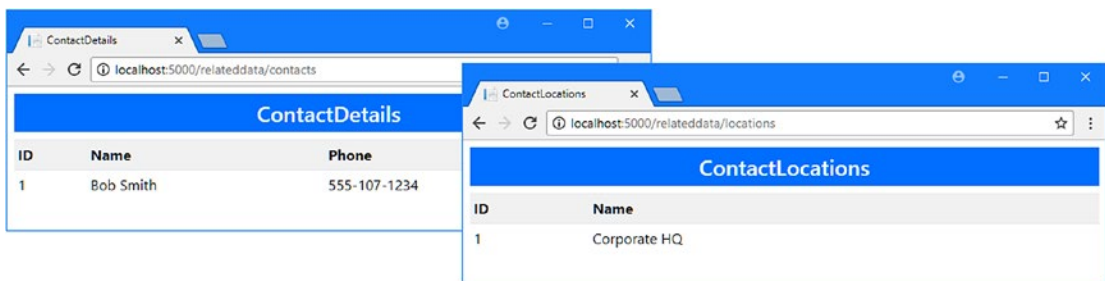 ContactDetails
localhost:5000/relateddata/contacts
ContactDetails
ID Name Phone
1 Bob Smith 555-107-1234
ContactLocations
localhost:5000/relateddata/locations
ContactLocations
ID Name
1 Corporate HQ